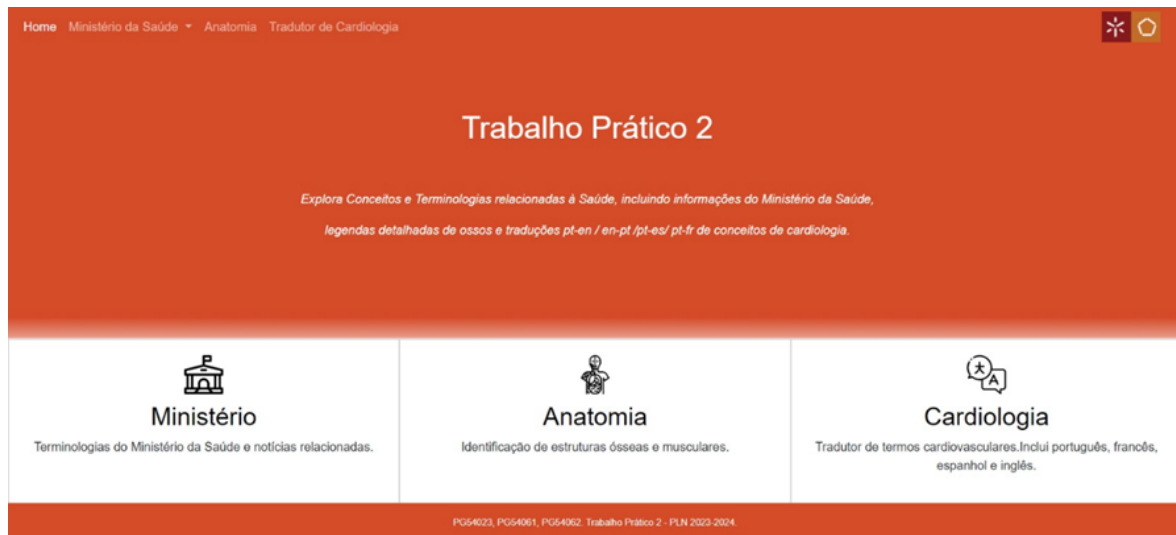 Home Ministério da Saúde Anatomia Tradutor de Cardiologia
Trabalho Prático 2
Explora Conceitos e Terminologias relacionadas à Saúde, incluindo informações do Ministério da Saúde,
legendas detalhadas de ossos e traduções pt-en / en-pt /pt-es/ pt-fr de conceitos de cardiologia.
Ministério
Terminologias do Ministério da Saúde e notícias relacionadas.
Anatomia
Identificação de estruturas ósseas e musculares.
Cardiologia
Tradutor de termos cardiovasculares.Inclui português, francês,
espanhol e inglês.
PG54023, PG54061, PG54062. Trabalho Prático 2 - PLN 2023-2024.